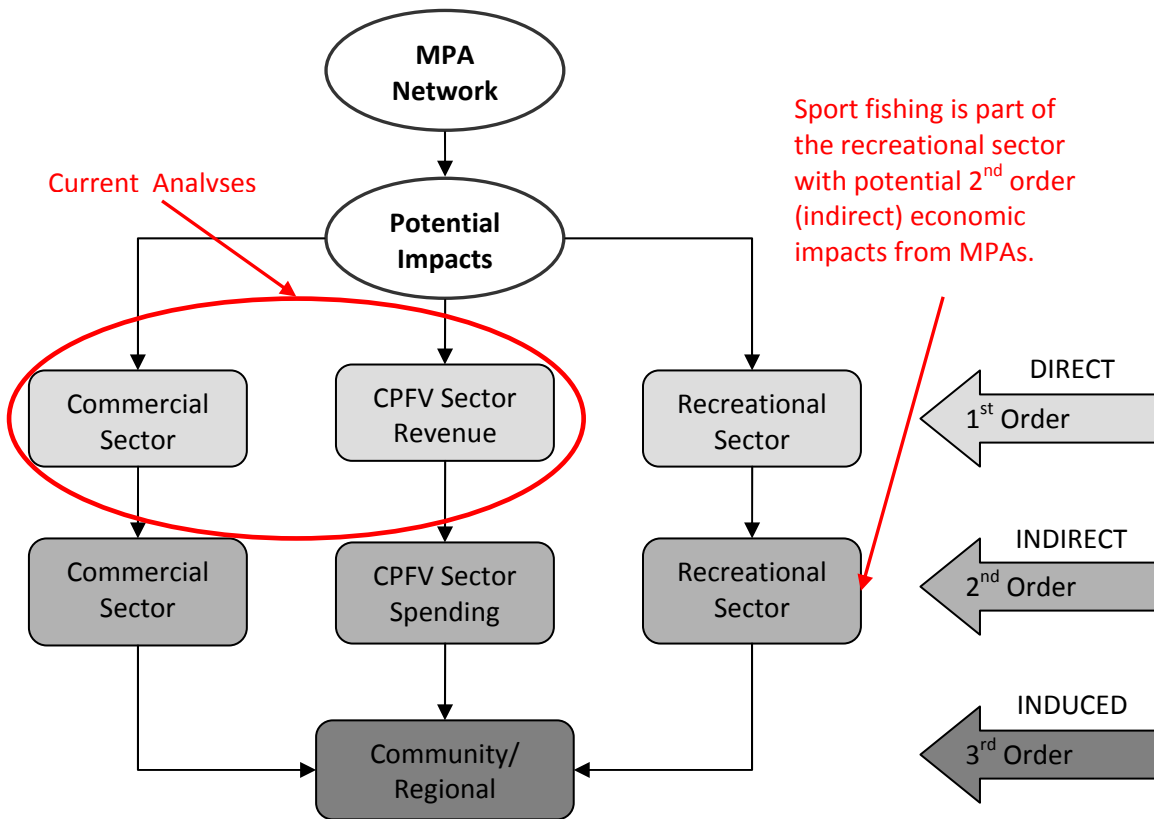 MPA
Network
Sport fishing is part of
the recreational sector
with potential 2nd order
(indirect) economic
impacts from MPAs.
Current Analvses
Potential
Impacts
Commercial
Sector
CPFV Sector
Revenue
Recreational
Sector
DIRECT
1st Order
Commercial
Sector
CPFV Sector
Spending
Recreational
Sector
INDIRECT
2nd Order
Community/
Regional
INDUCED
3rd Order